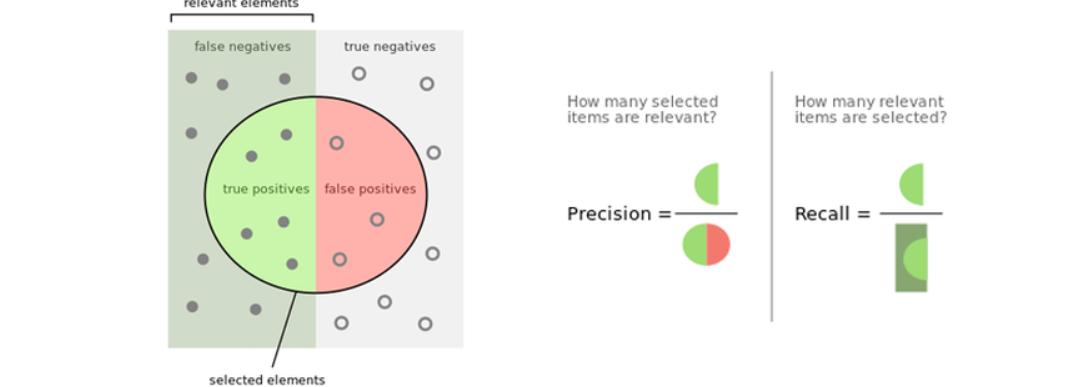 relevant elements
false negatives
true negatives
true positives
false positives
selected elements
How many selected
items are relevant?
Precision =
How many relevant
items are selected?
Recall =